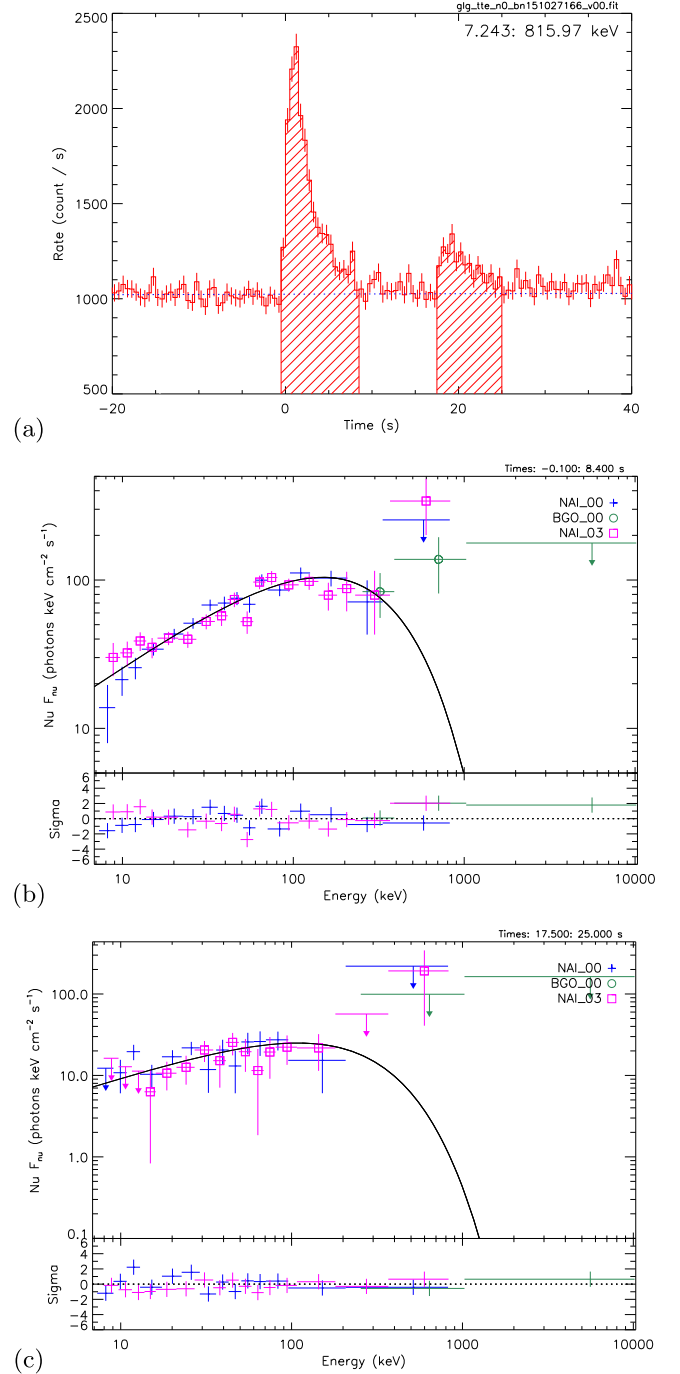 glg_tte_n0_bn151027166_v00.fit
7.243: 815.97 keV
2500
2000
1500
1000
500
Rate (count / s)
-20 0 20 40
Time (s)
(a)
Times: -0.100: 8.400 s
NAI_00
BGO_00
NAI_03
100
10
Nu Fnu (photons keV cm-2 s-1)
6
4
2
0
-2
-4
-6
Sigma
10 100 1000 10000
Energy (keV)
(b)
Times: 17.500: 25.000 s
NAI_00
BGO_00
NAI_03
100.0
10.0
1.0
0.1
Nu Fnu (photons keV cm-2 s-1)
6
4
2
0
-2
-4
-6
Sigma
10 100 1000 10000
Energy (keV)
(c)